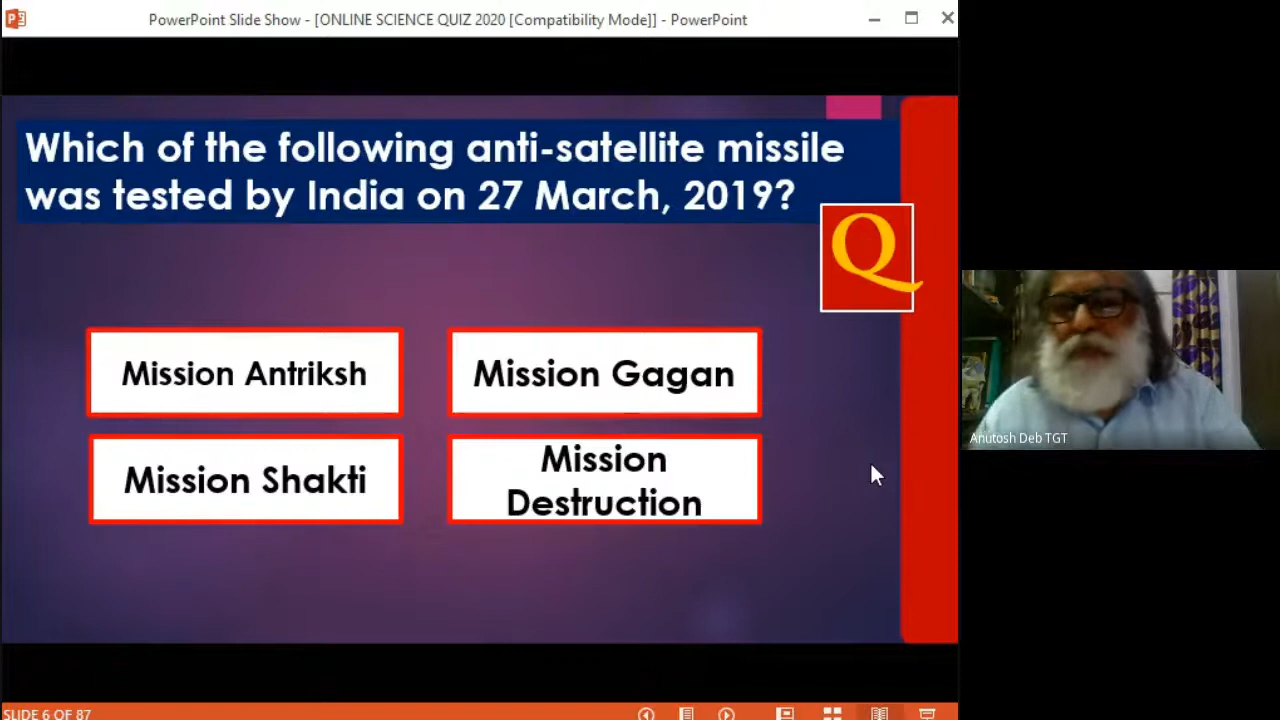 PowerPoint Slide Show - [ONLINE SCIENCE QUIZ 2020 [Compatibility Mode]] - PowerPoint
Which of the following anti-satellite missile
was tested by India on 27 March, 2019?
Q
Mission Antriksh
Mission Gagan
Mission Shakti
Mission
Destruction
Anutosh Deb TGT
SLIDE 6 OF 87